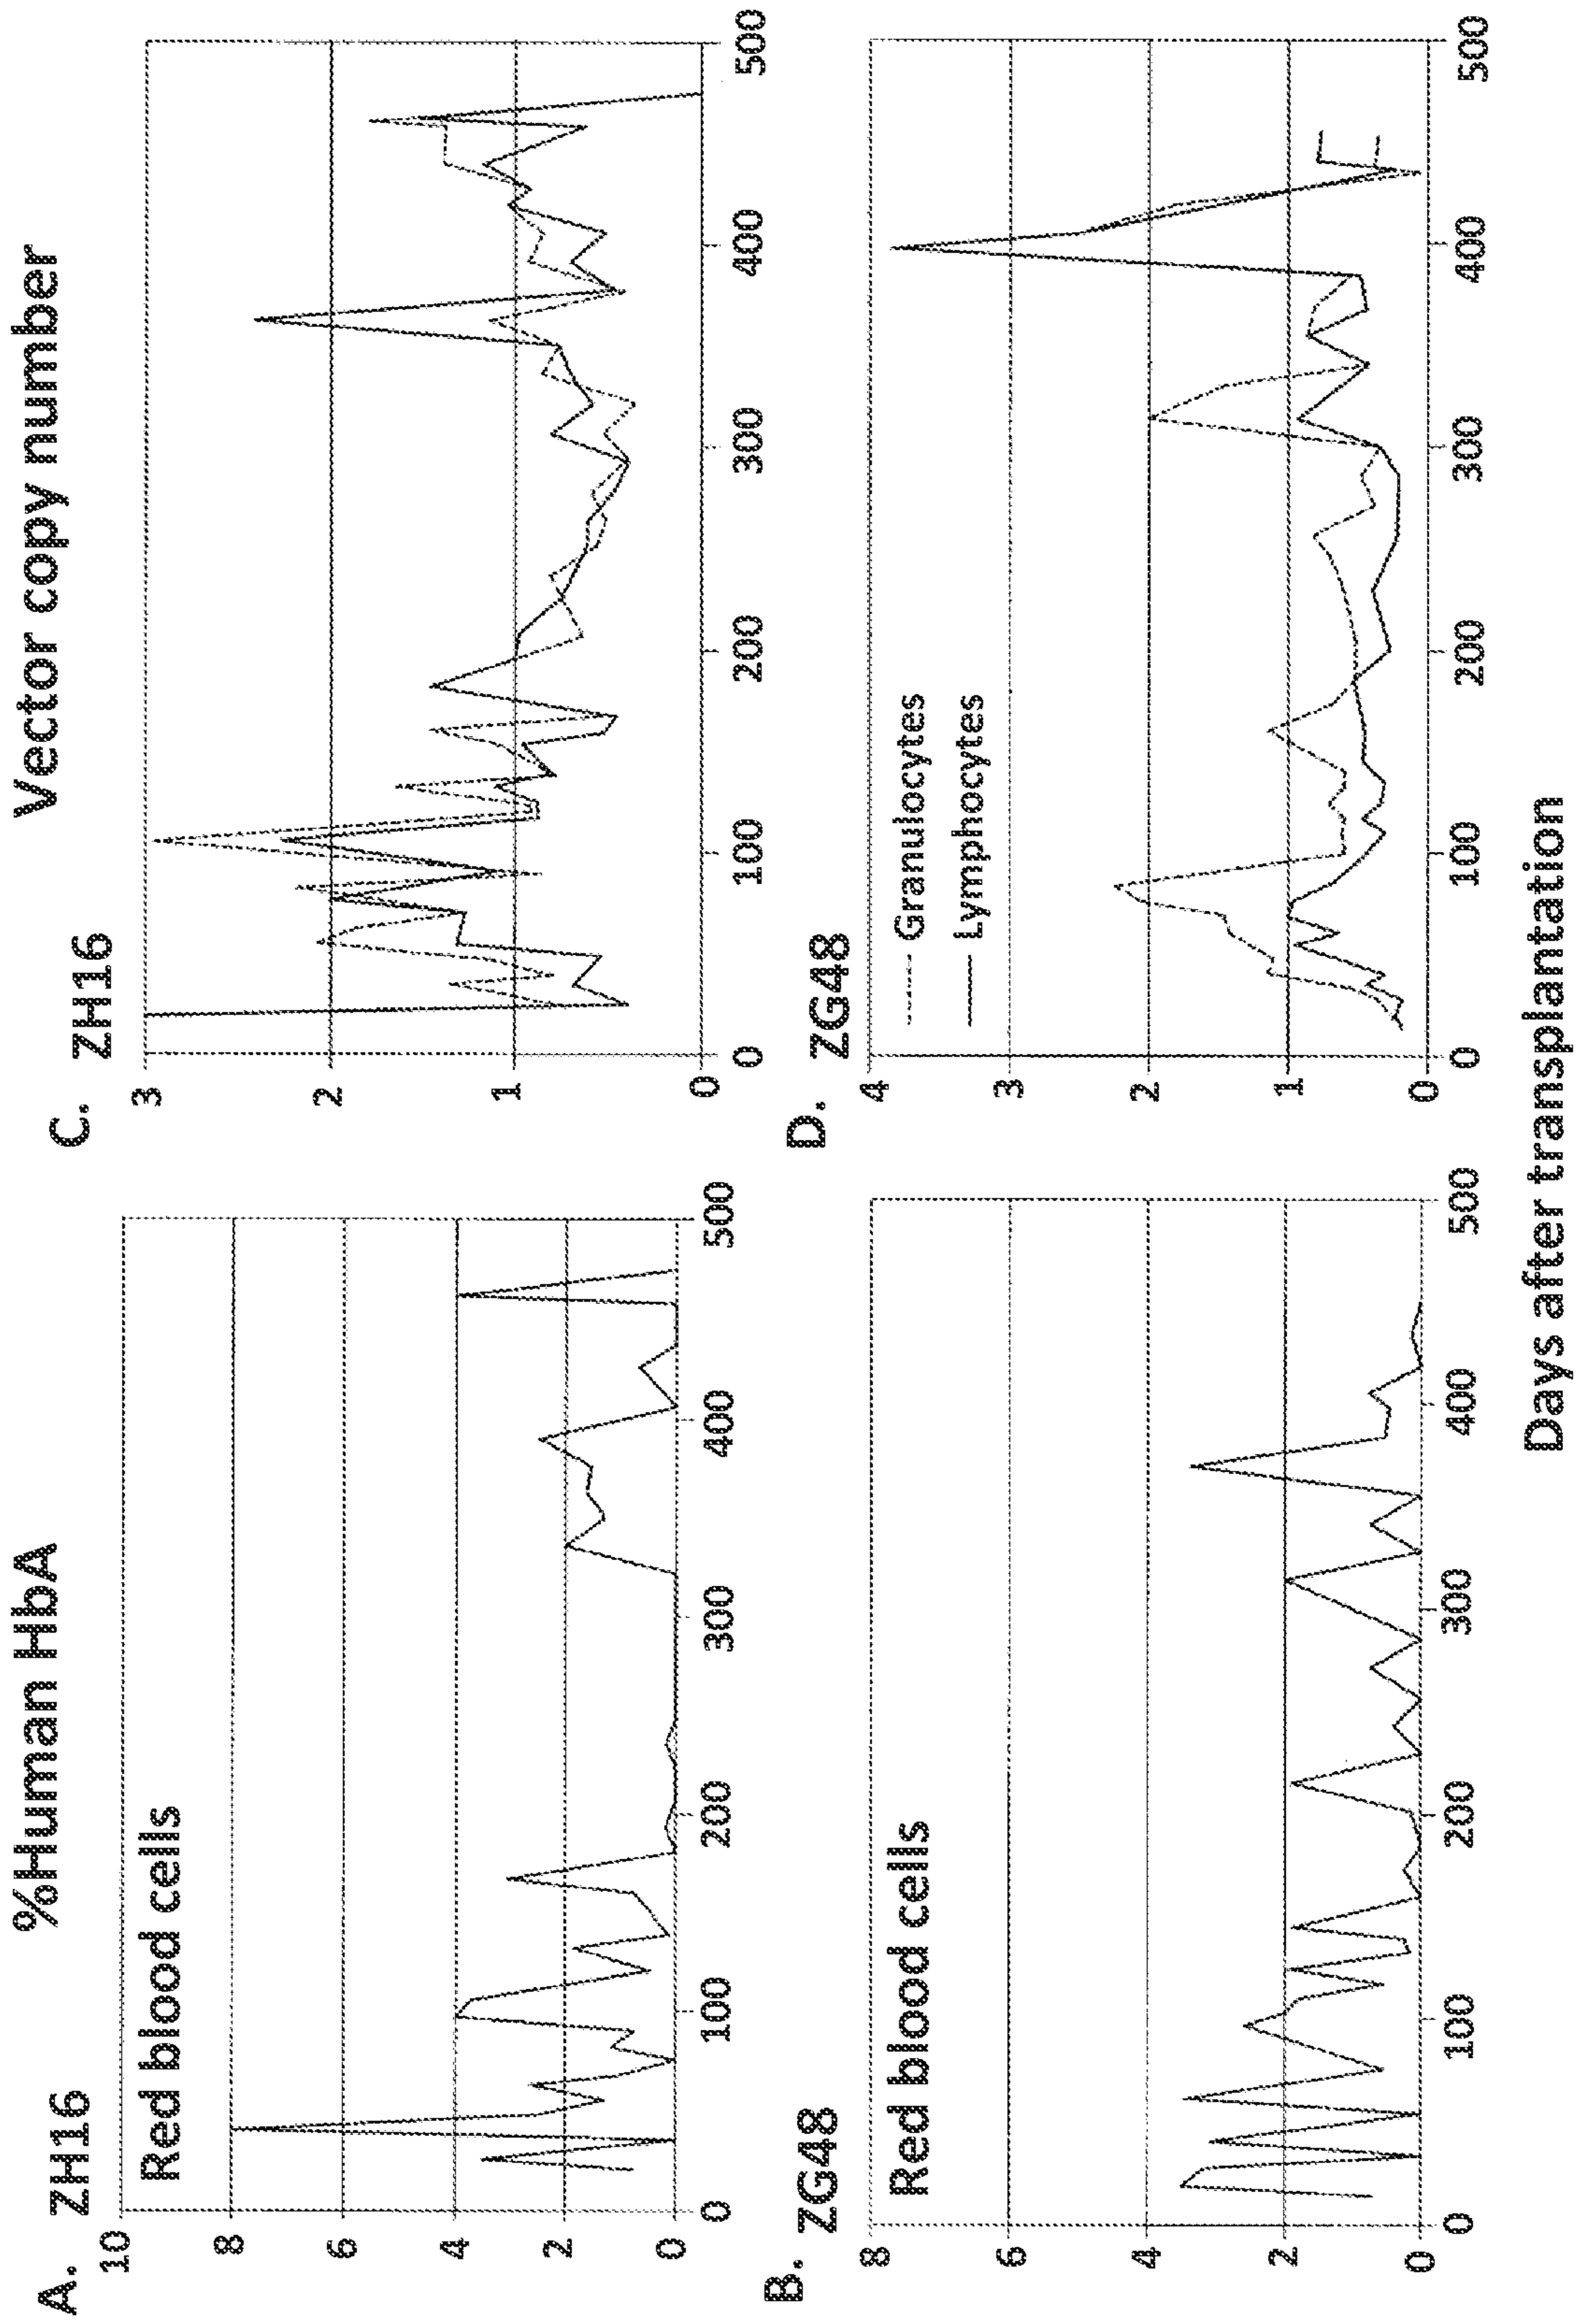 %Human HbA
Vector copy number
A. ZH16
Red blood cells
10
8
6
4
2
0
0 100 200 300 400 500
C. ZH16
3
2
1
0
0 100 200 300 400 500
B. ZG48
Red blood cells
8
6
4
2
0
0 100 200 300 400 500
D. ZG48
Granulocytes
Lymphocytes
4
3
2
1
0
0 100 200 300 400 500
Days after transplantation